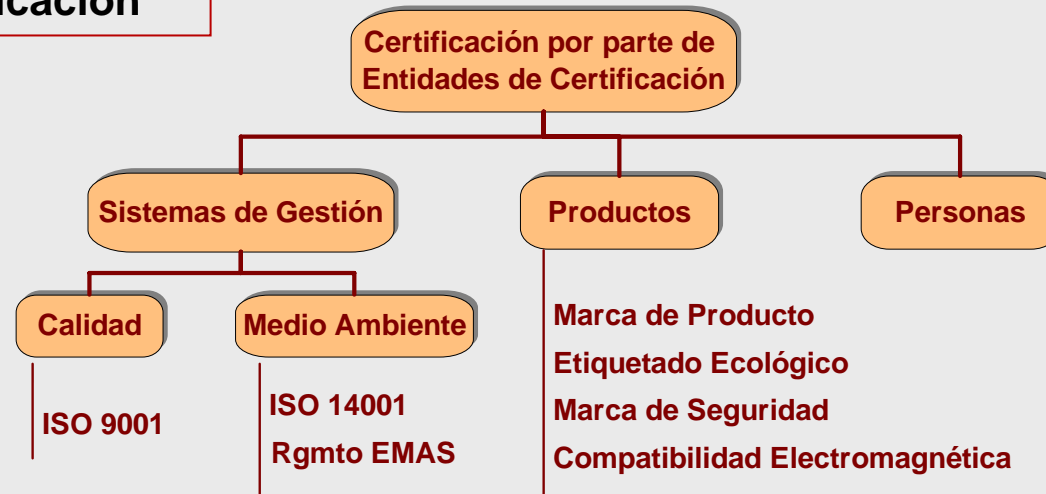 Certificación por parte de
Entidades de Certificación
Sistemas de Gestión
Productos
Personas
Calidad
Medio Ambiente
ISO 9001
ISO 14001
Rgmto EMAS
Marca de Producto
Etiquetado Ecológico
Marca de Seguridad
Compatibilidad Electromagnética